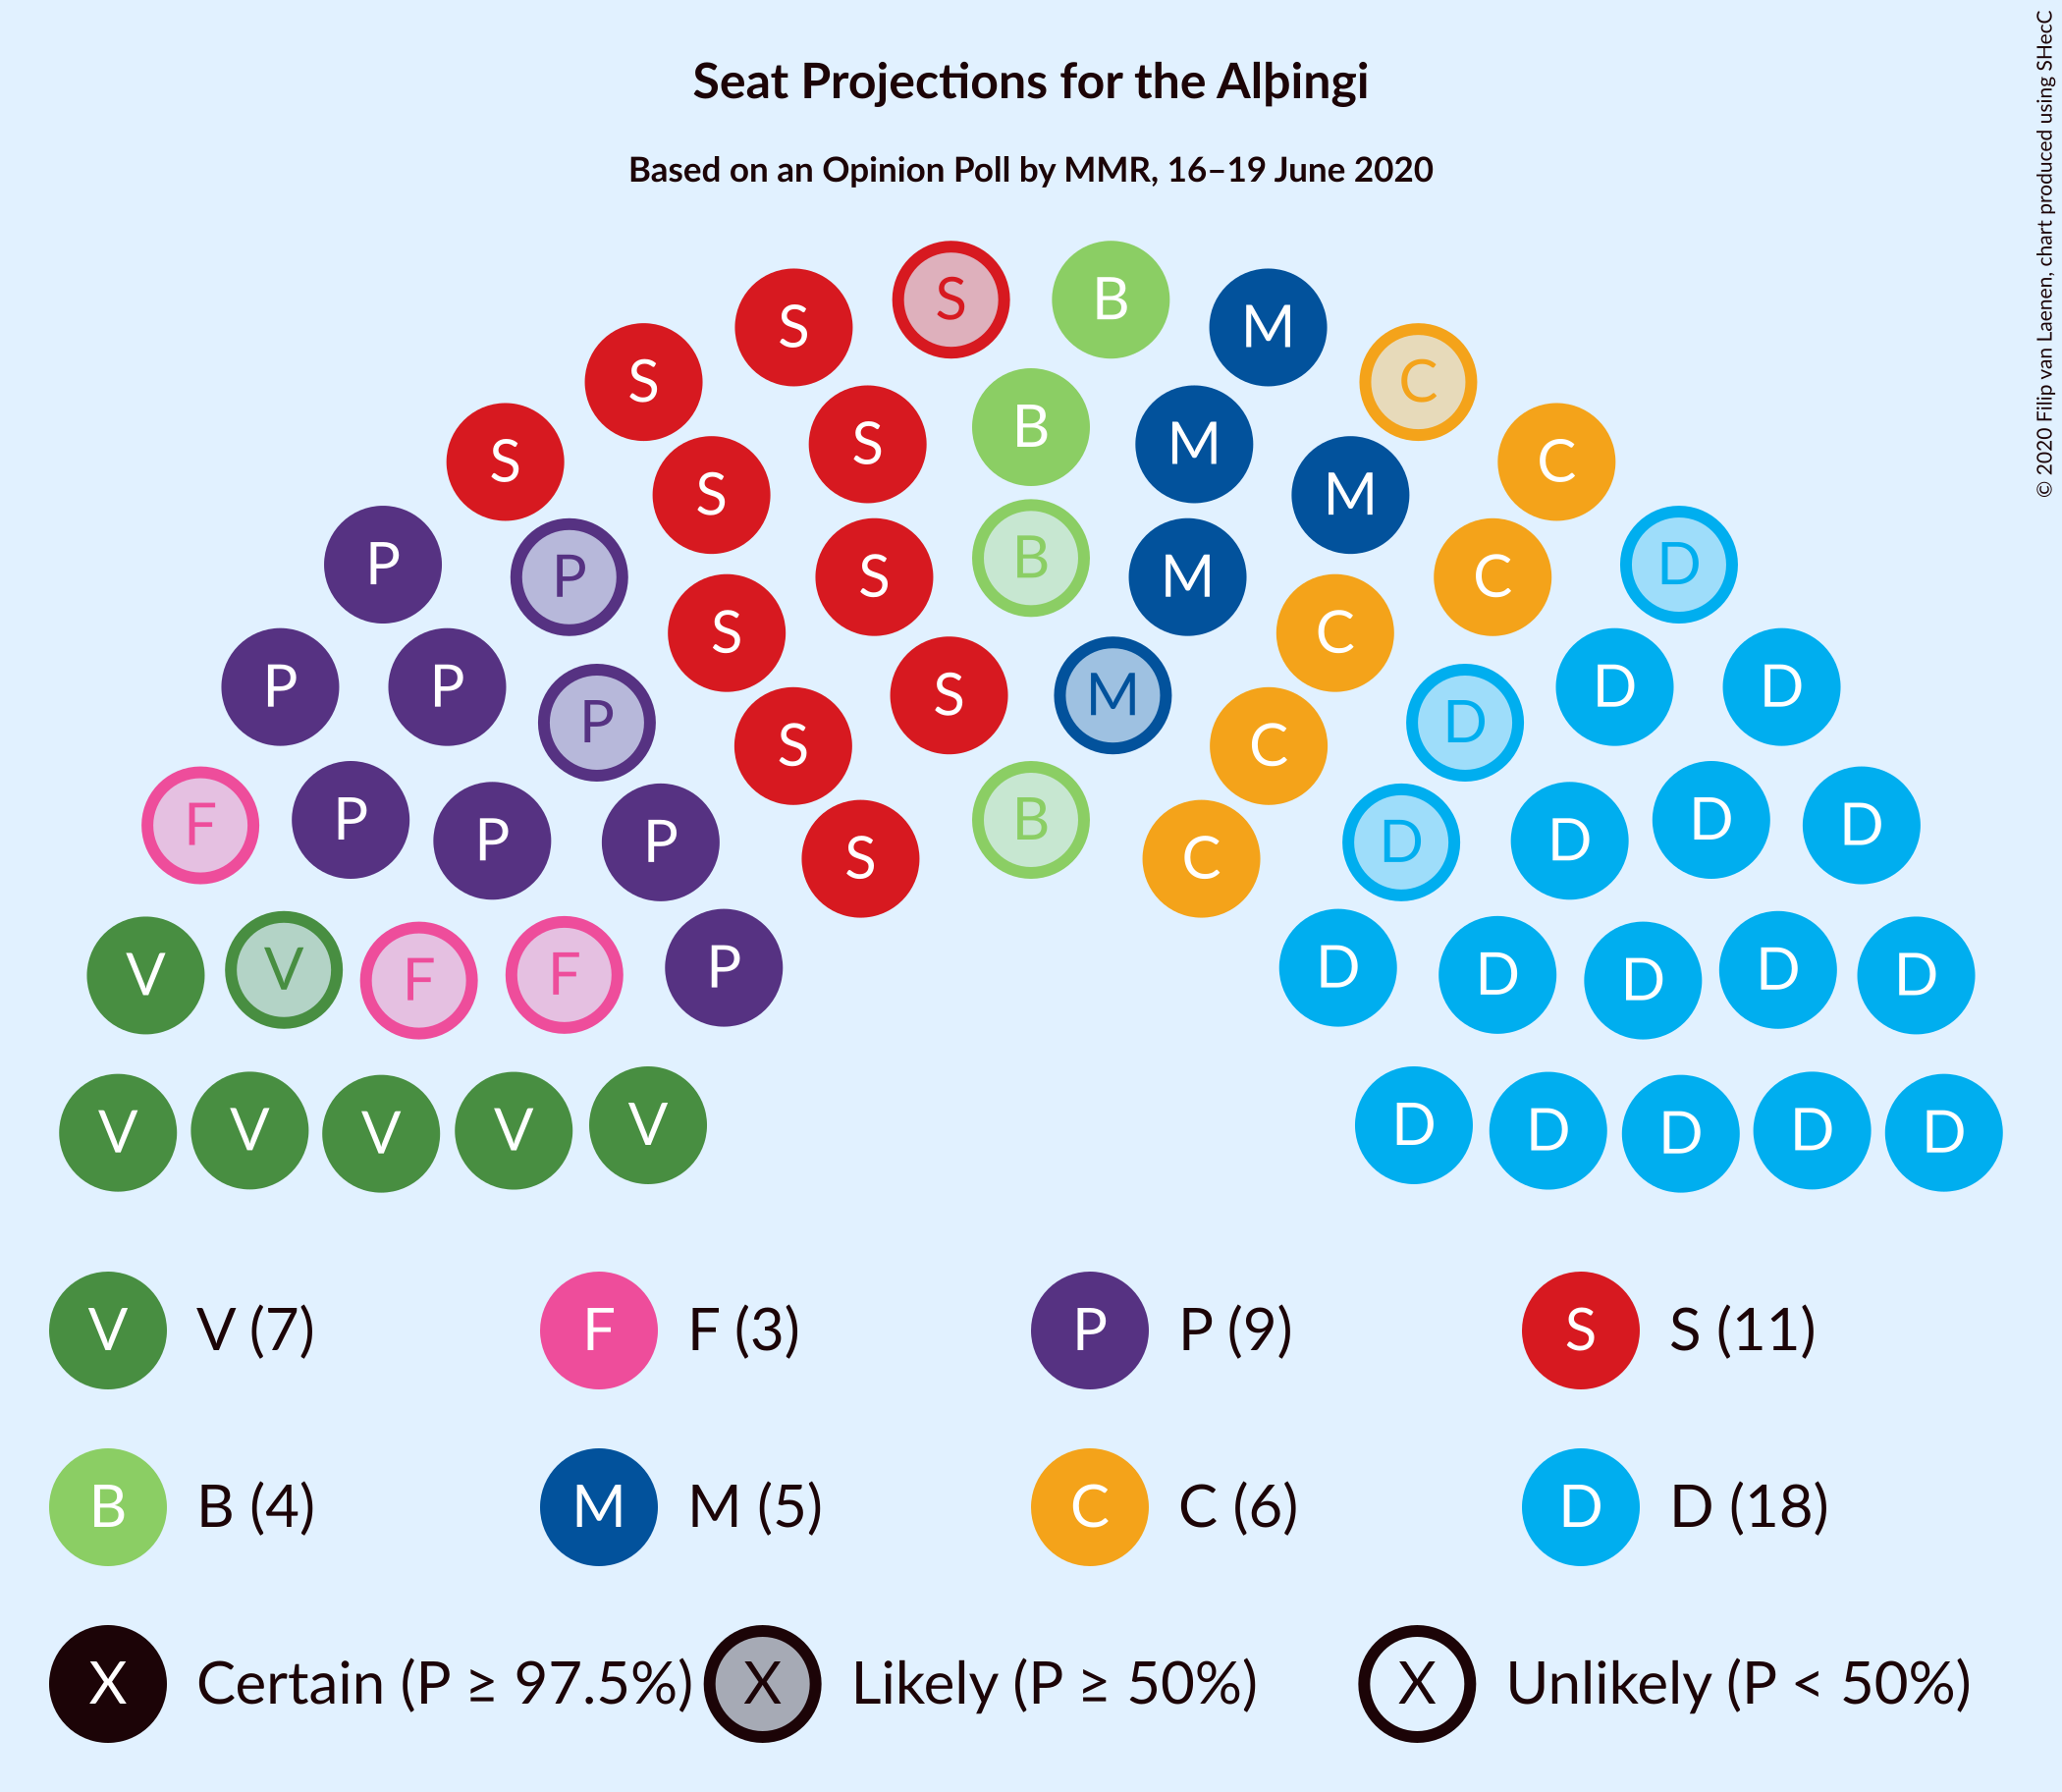 Seat Projections for the Alþingi
Based on an Opinion Poll by MMR, 16–19 June 2020
© 2020 Filip van Laenen, chart produced using SHecC
S B
S M
S B C
S M
S S M C
B
P P S M C D
S C
P P S M D D D
P S C
F P B D D
P P D D
S C
V V F F P D D D D D
V V V V V D D D D D
V V (7) F F (3) P P (9) S S (11)
B B (4) M M (5) C C (6) D D (18)
X Certain (P ≥ 97.5%) X Likely (P ≥ 50%) X Unlikely (P < 50%)